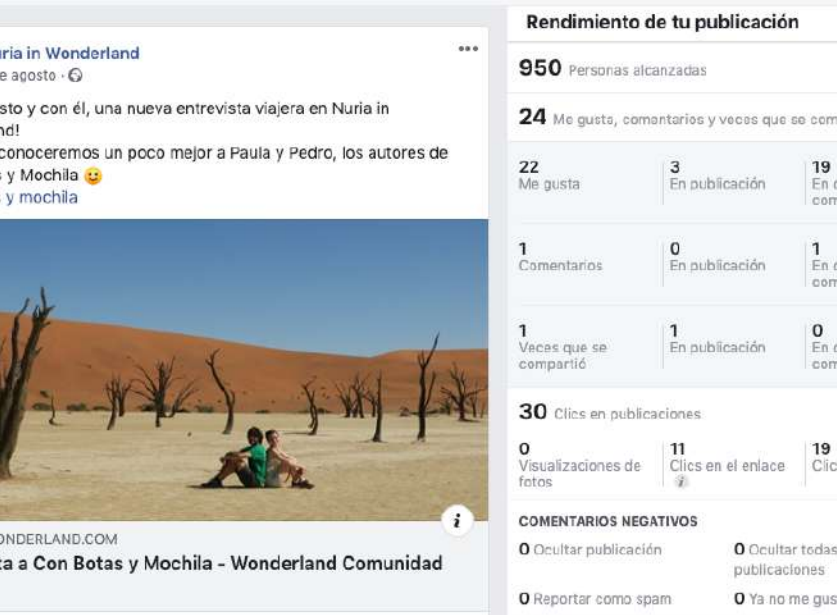 ria in Wonderland
e agosto
sto y con él, una nueva entrevista viajera en Nuria in
nd!
conoceremos un poco mejor a Paula y Pedro, los autores de
s y Mochila
s y mochila
ONDERLAND.COM
ta a Con Botas y Mochila - Wonderland Comunidad
Rendimiento de tu publicación
950 Personas alcanzadas
24 Me gusta, comentarios y veces que se com
22 3 19
Me gusta En publicación En
com
1 0 1
Comentarios En publicación En
com
1 1 0
Veces que se En publicación En
compartió com
30 Clics en publicaciones
0 11 19
Visualizaciones de Clics en el enlace Clic
fotos
COMENTARIOS NEGATIVOS
0 Ocultar publicación 0 Ocultar todas
publicaciones
0 Reportar como spam 0 Ya no me gus